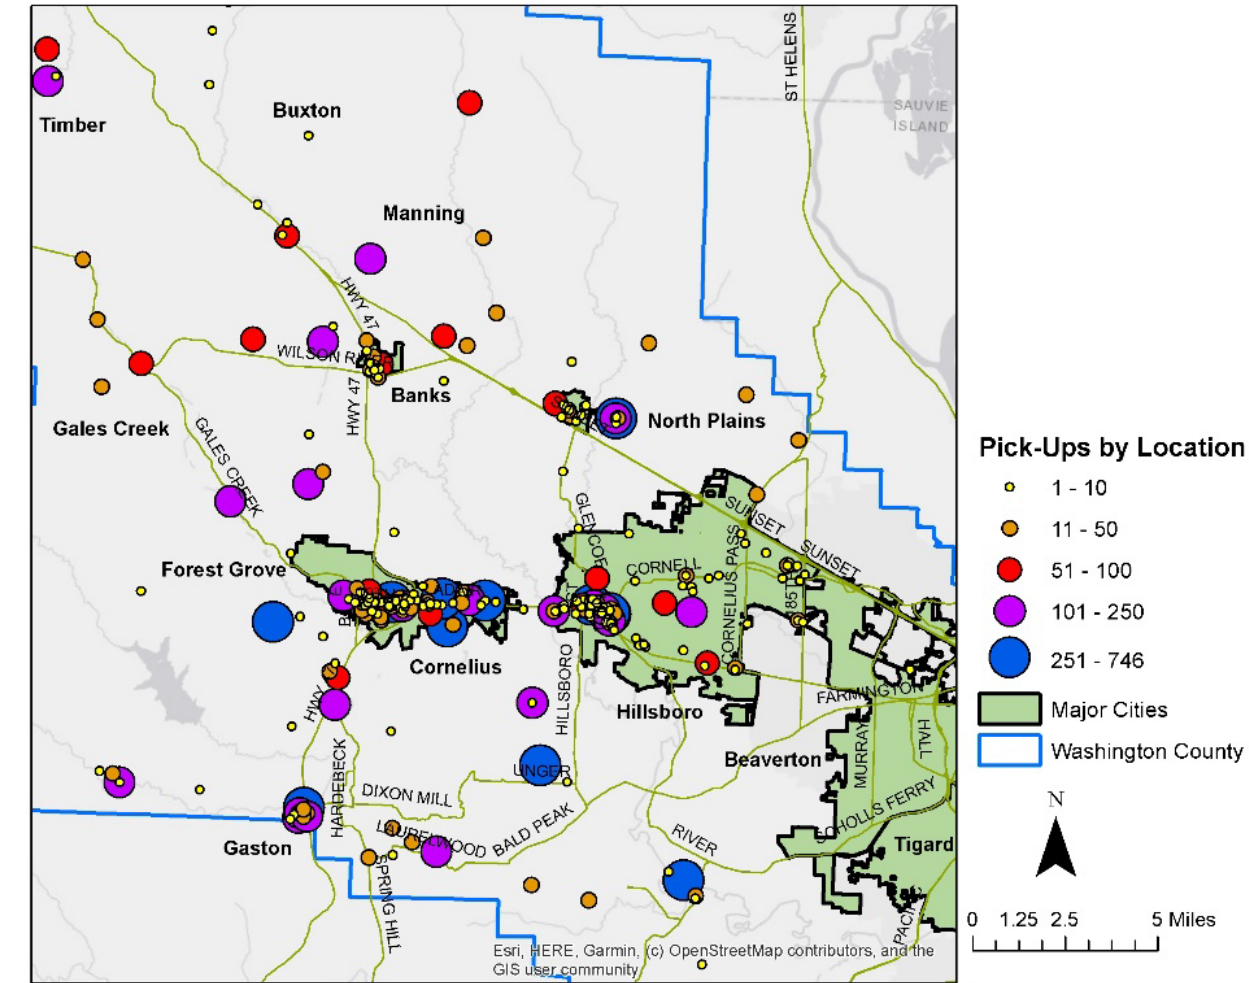 ST HELENS
SAUVIE
ISLAND
Timber
Buxton
Manning
HWY 47
WILSON RI
Banks
HWY 47
North Plains
Gales Creek
GALES CREEK
GLENCOE
SUNSET
SUNSET
CORNELL
CORNELIUS PASS
185TH
Forest Grove
Cornelius
HWY
HILLSBORO
Hillsboro
FARMINGTON
Beaverton
MURRAY
HALL
UNGER
HARDEBECK
DIXON MILL
LAURELWOOD
BALD PEAK
SCHOLLS FERRY
RIVER
Gaston
Tigard
SPRING HILL
PACIFIC
Esri, HERE, Garmin, (c) OpenStreetMap contributors, and the
GIS user community
Pick-Ups by Location
1 - 10
11 - 50
51 - 100
101 - 250
251 - 746
Major Cities
Washington County
N
0 1.25 2.5 5 Miles